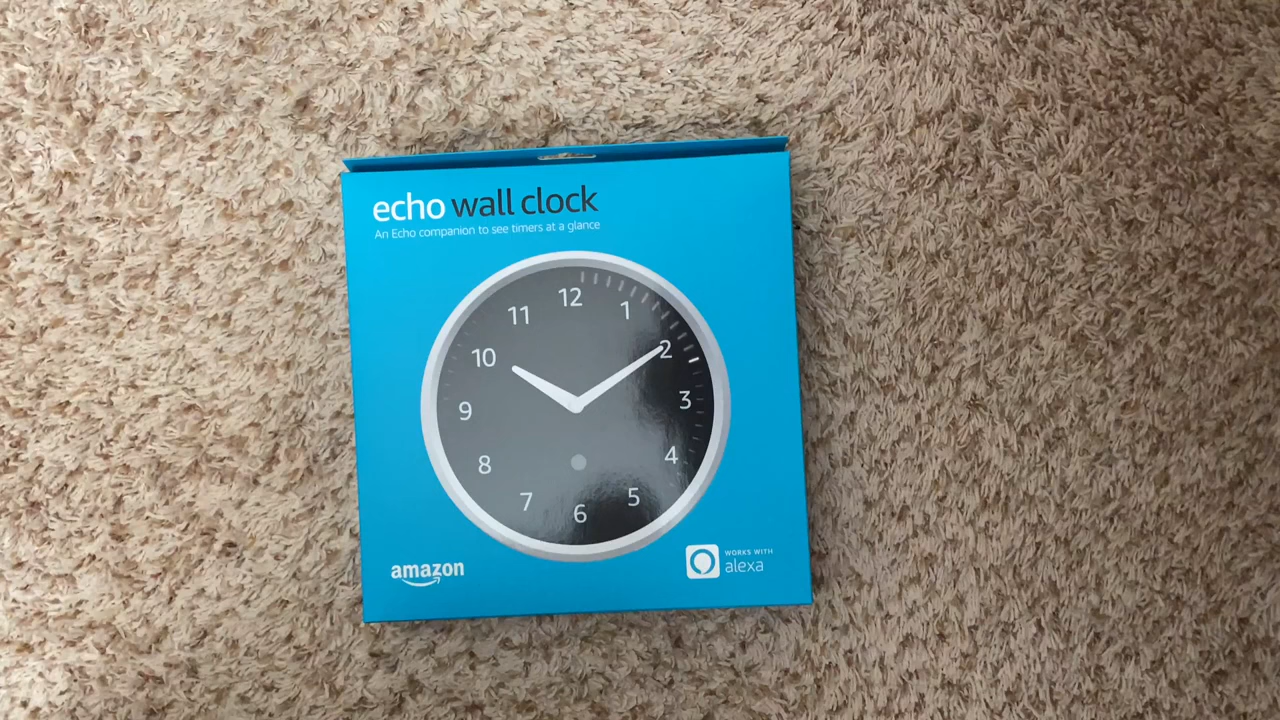 echo wall clock
An Echo companion to see timers at a glance
12
11
1
10
2
9
3
8
4
7
5
6
amazon
WORKS WITH
alexa